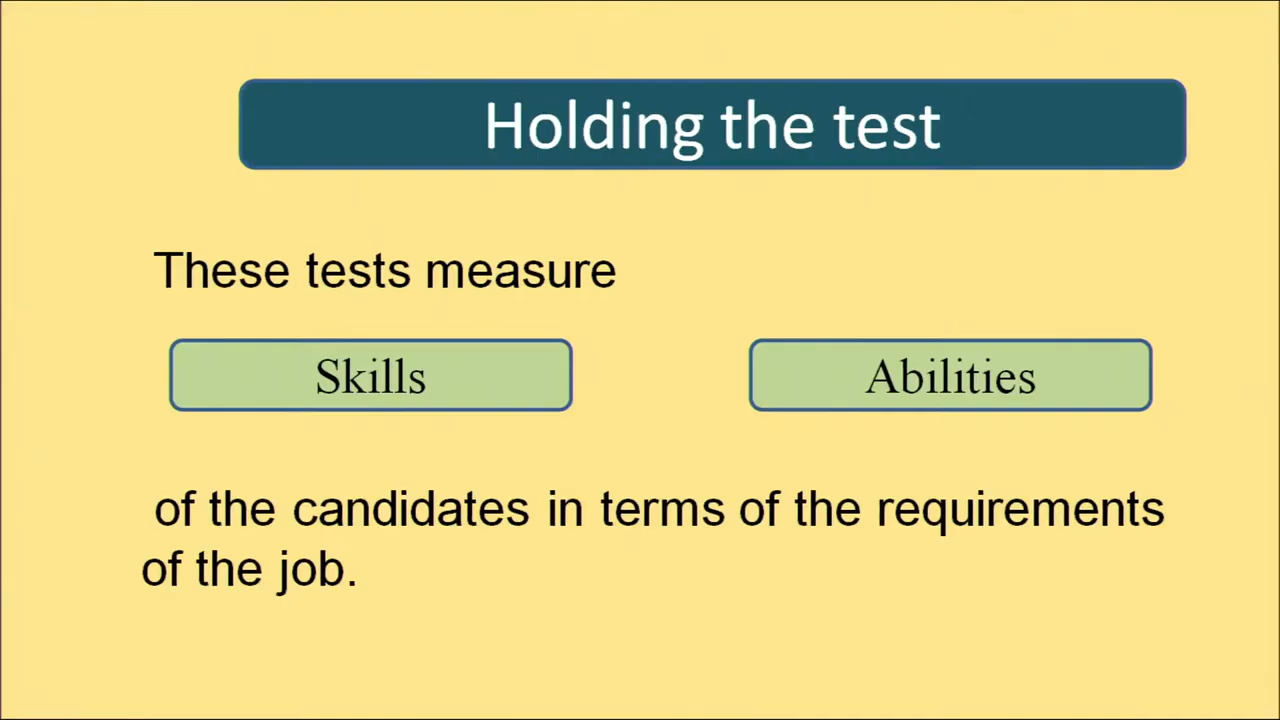 Holding the test
These tests measure
Skills
Abilities
of the candidates in terms of the requirements
of the job.